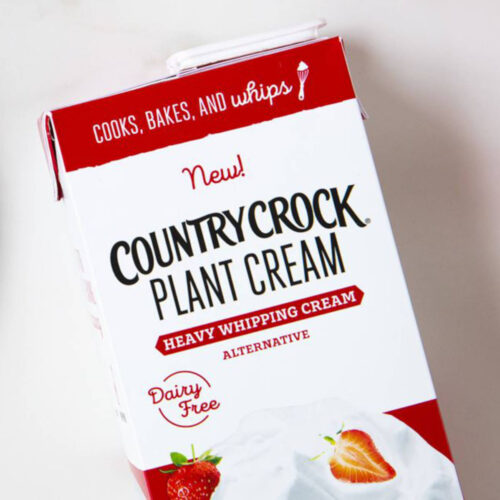 COOKS, BAKES, AND whips
New!
COUNTRY CROCK®
PLANT CREAM
HEAVY WHIPPING CREAM
ALTERNATIVE
Dairy
Free